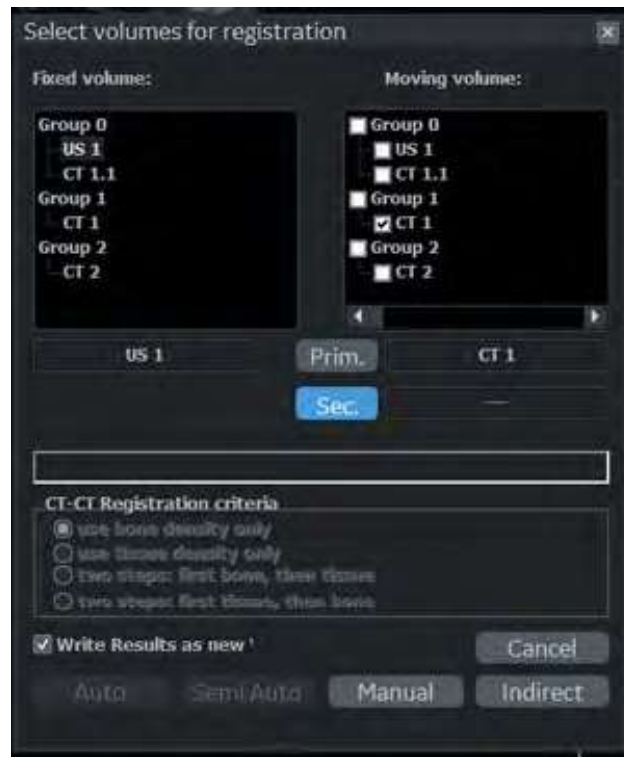 Select volumes for registration
Fixed volume:
Moving volume:
Group 0
US 1
CT 1.1
Group 1
CT 1
Group 2
CT 2
Group 0
US 1
CT 1.1
Group 1
CT 1
Group 2
CT 2
US 1
Prim.
CT 1
Sec.
---
CT-CT Registration criteria
use bone density only
use tissue density only
two steps: first bone, then tissue
two steps: first tissue, then bone
Write Results as new '
Cancel
Auto
Semi Auto
Manual
Indirect